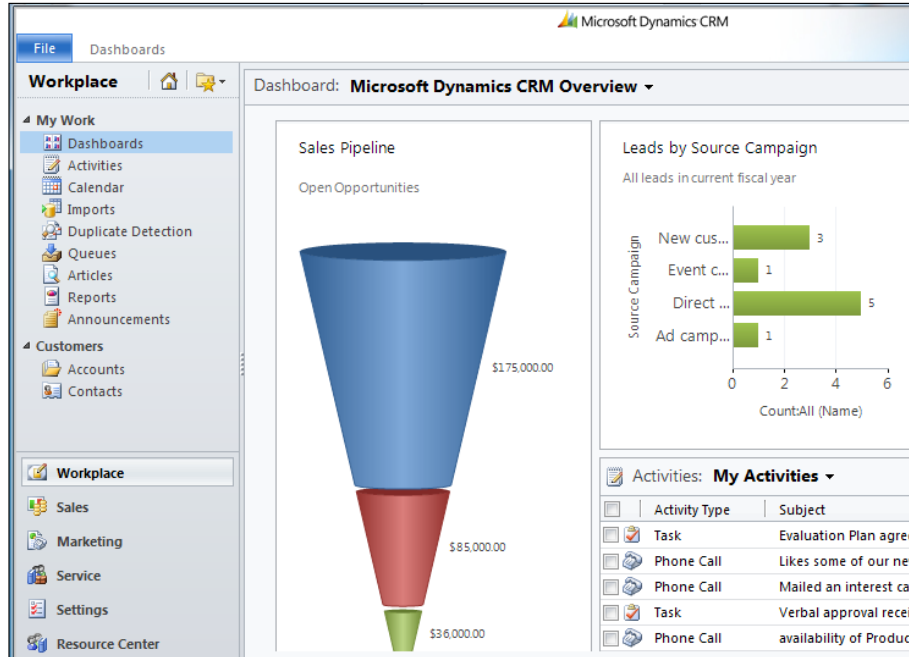 Microsoft Dynamics CRM
File Dashboards
Workplace
My Work
Dashboards
Activities
Calendar
Imports
Duplicate Detection
Queues
Articles
Reports
Announcements
Customers
Accounts
Contacts
Workplace
Sales
Marketing
Service
Settings
Resource Center
Dashboard: Microsoft Dynamics CRM Overview
Sales Pipeline
Open Opportunities
$175,000.00
$85,000.00
$36,000.00
Leads by Source Campaign
All leads in current fiscal year
Source Campaign
New cus... 3
Event c... 1
Direct ... 5
Ad camp... 1
0 2 4 6
Count:All (Name)
Activities: My Activities
Activity Type Subject
Task Evaluation Plan agre
Phone Call Likes some of our ne
Phone Call Mailed an interest ca
Task Verbal approval recei
Phone Call availability of Produc